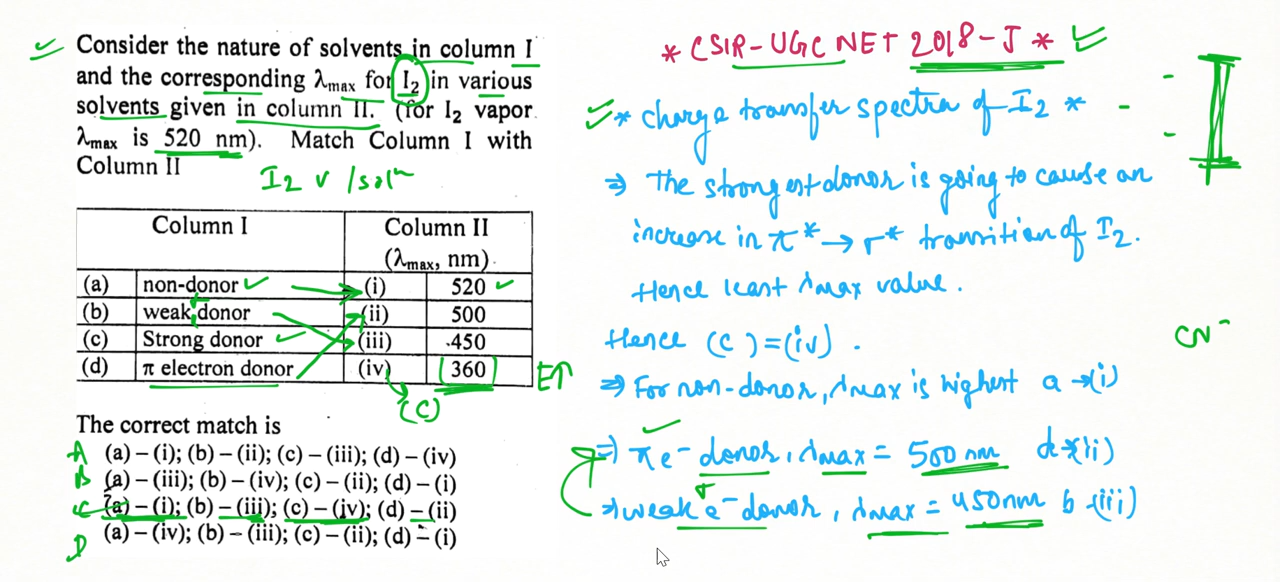 Consider the nature of solvents in column I
and the corresponding λmax for I2 in various
solvents given in column II. (for I2 vapor
λmax is 520 nm). Match Column I with
Column II
I2 v /solⁿ
Column I Column II
(λmax, nm)
(a) non-donor (i) 520
(b) weak donor (ii) 500
(c) Strong donor (iii) 450
(d) π electron donor (iv) 360 E↑
(c)
The correct match is
A (a) – (i); (b) – (ii); (c) – (iii); (d) – (iv)
B (a) – (iii); (b) – (iv); (c) – (ii); (d) – (i)
C (a) – (i); (b) – (iii); (c) – (iv); (d) – (ii)
D (a) – (iv); (b) – (iii); (c) – (ii); (d) – (i)
* CSIR-UGC NET 2018-J *
* charge transfer spectra of I2 *
⇒ The strongest donor is going to cause an
increase in π* → σ* transition of I2.
Hence least λmax value.
Hence (c) = (iv).
⇒ For non-donor, λmax is highest a → (i)
⇒ π e⁻ donor, λmax = 500 nm d → (ii)
σ
→ weak e⁻ donor, λmax = 450nm b - (iii)
CN⁻